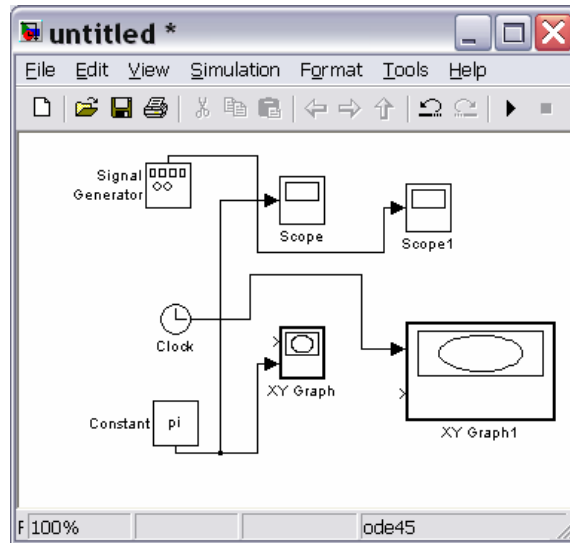 untitled *
File Edit View Simulation Format Tools Help
Signal
Generator
Scope
Scope1
Clock
XY Graph
XY Graph1
Constant
pi
F 100% ode45